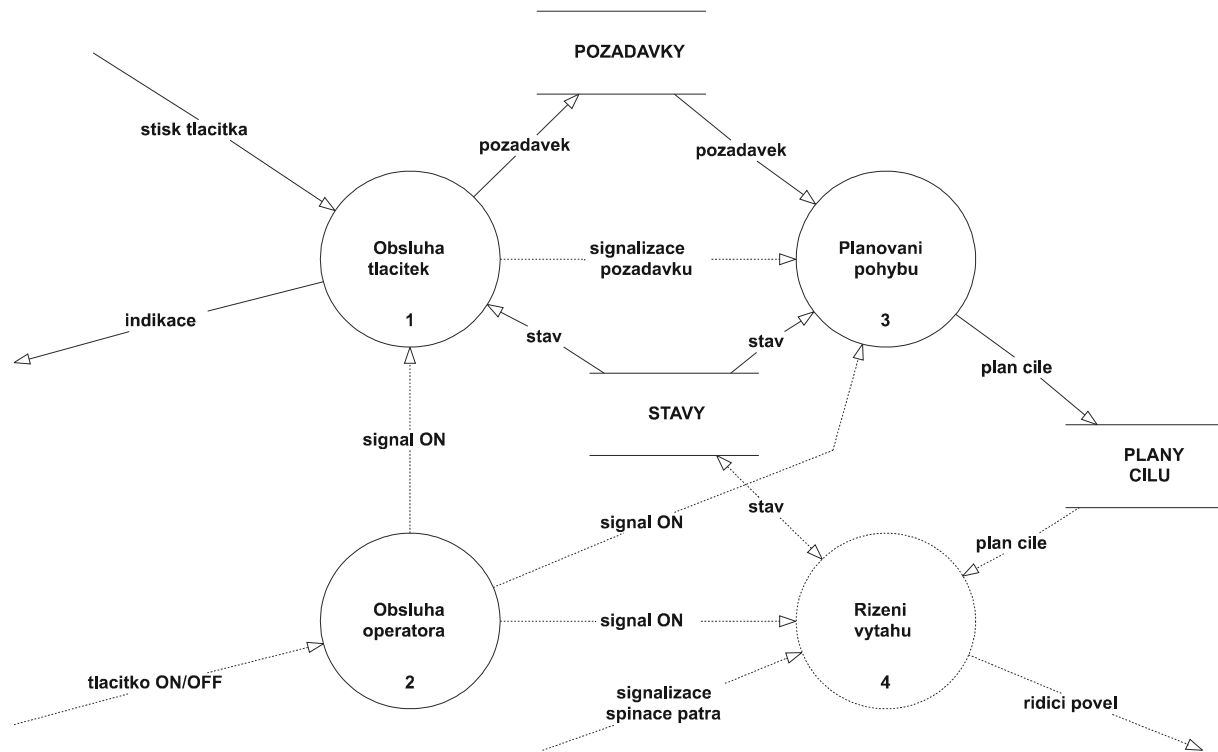 POZADAVKY
stisk tlacitka
pozadavek
pozadavek
Obsluha
tlacitek
1
signalizace
pozadavku
Planovani
pohybu
3
indikace
stav
stav
plan cile
STAVY
signal ON
PLANY
CILU
stav
signal ON
plan cile
Obsluha
operatora
2
signal ON
Rizeni
vytahu
4
tlacitko ON/OFF
signalizace
spinace patra
ridici povel